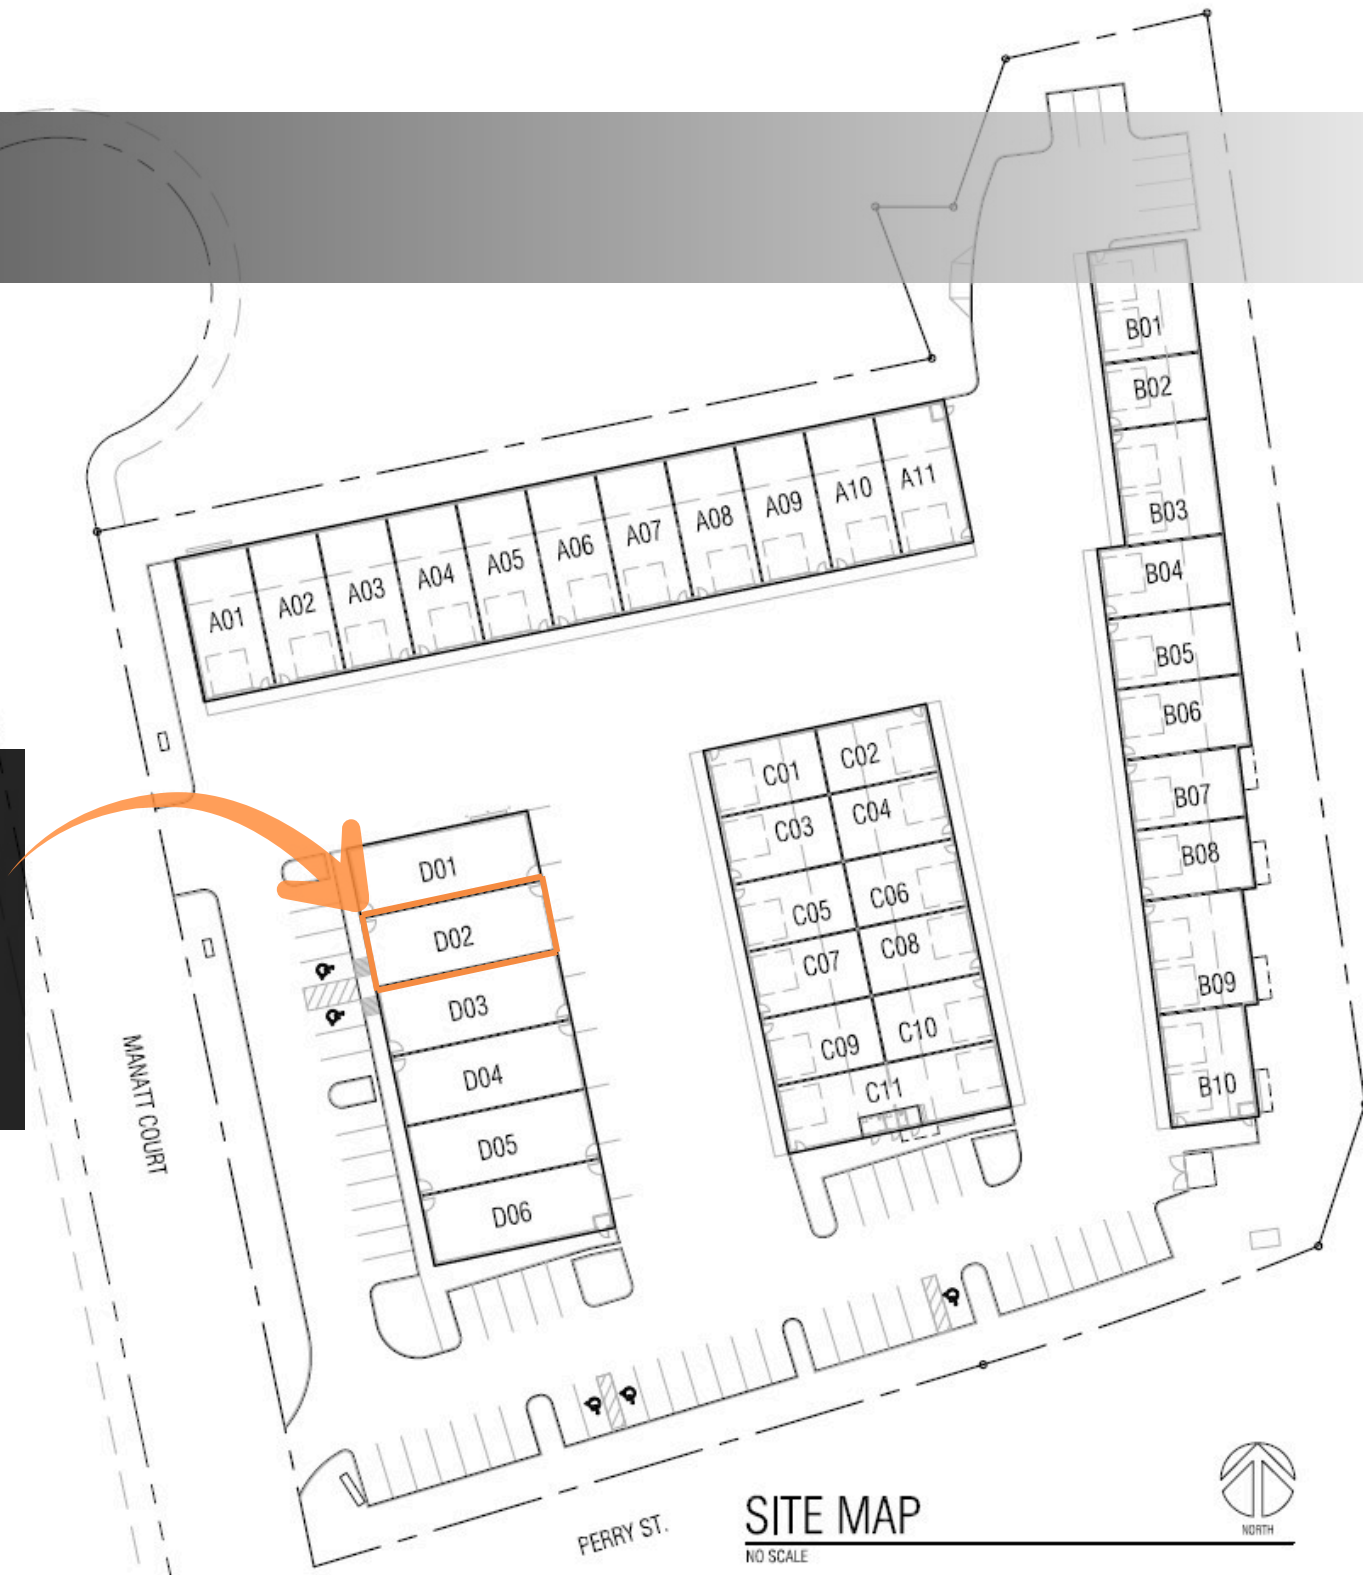 B01
B02
B03
B04
B05
B06
B07
B08
B09
B10
A01
A02
A03
A04
A05
A06
A07
A08
A09
A10
A11
C01
C02
C03
C04
C05
C06
C07
C08
C09
C10
C11
D01
D02
D03
D04
D05
D06
MANATT COURT
PERRY ST.
SITE MAP
NO SCALE
NORTH